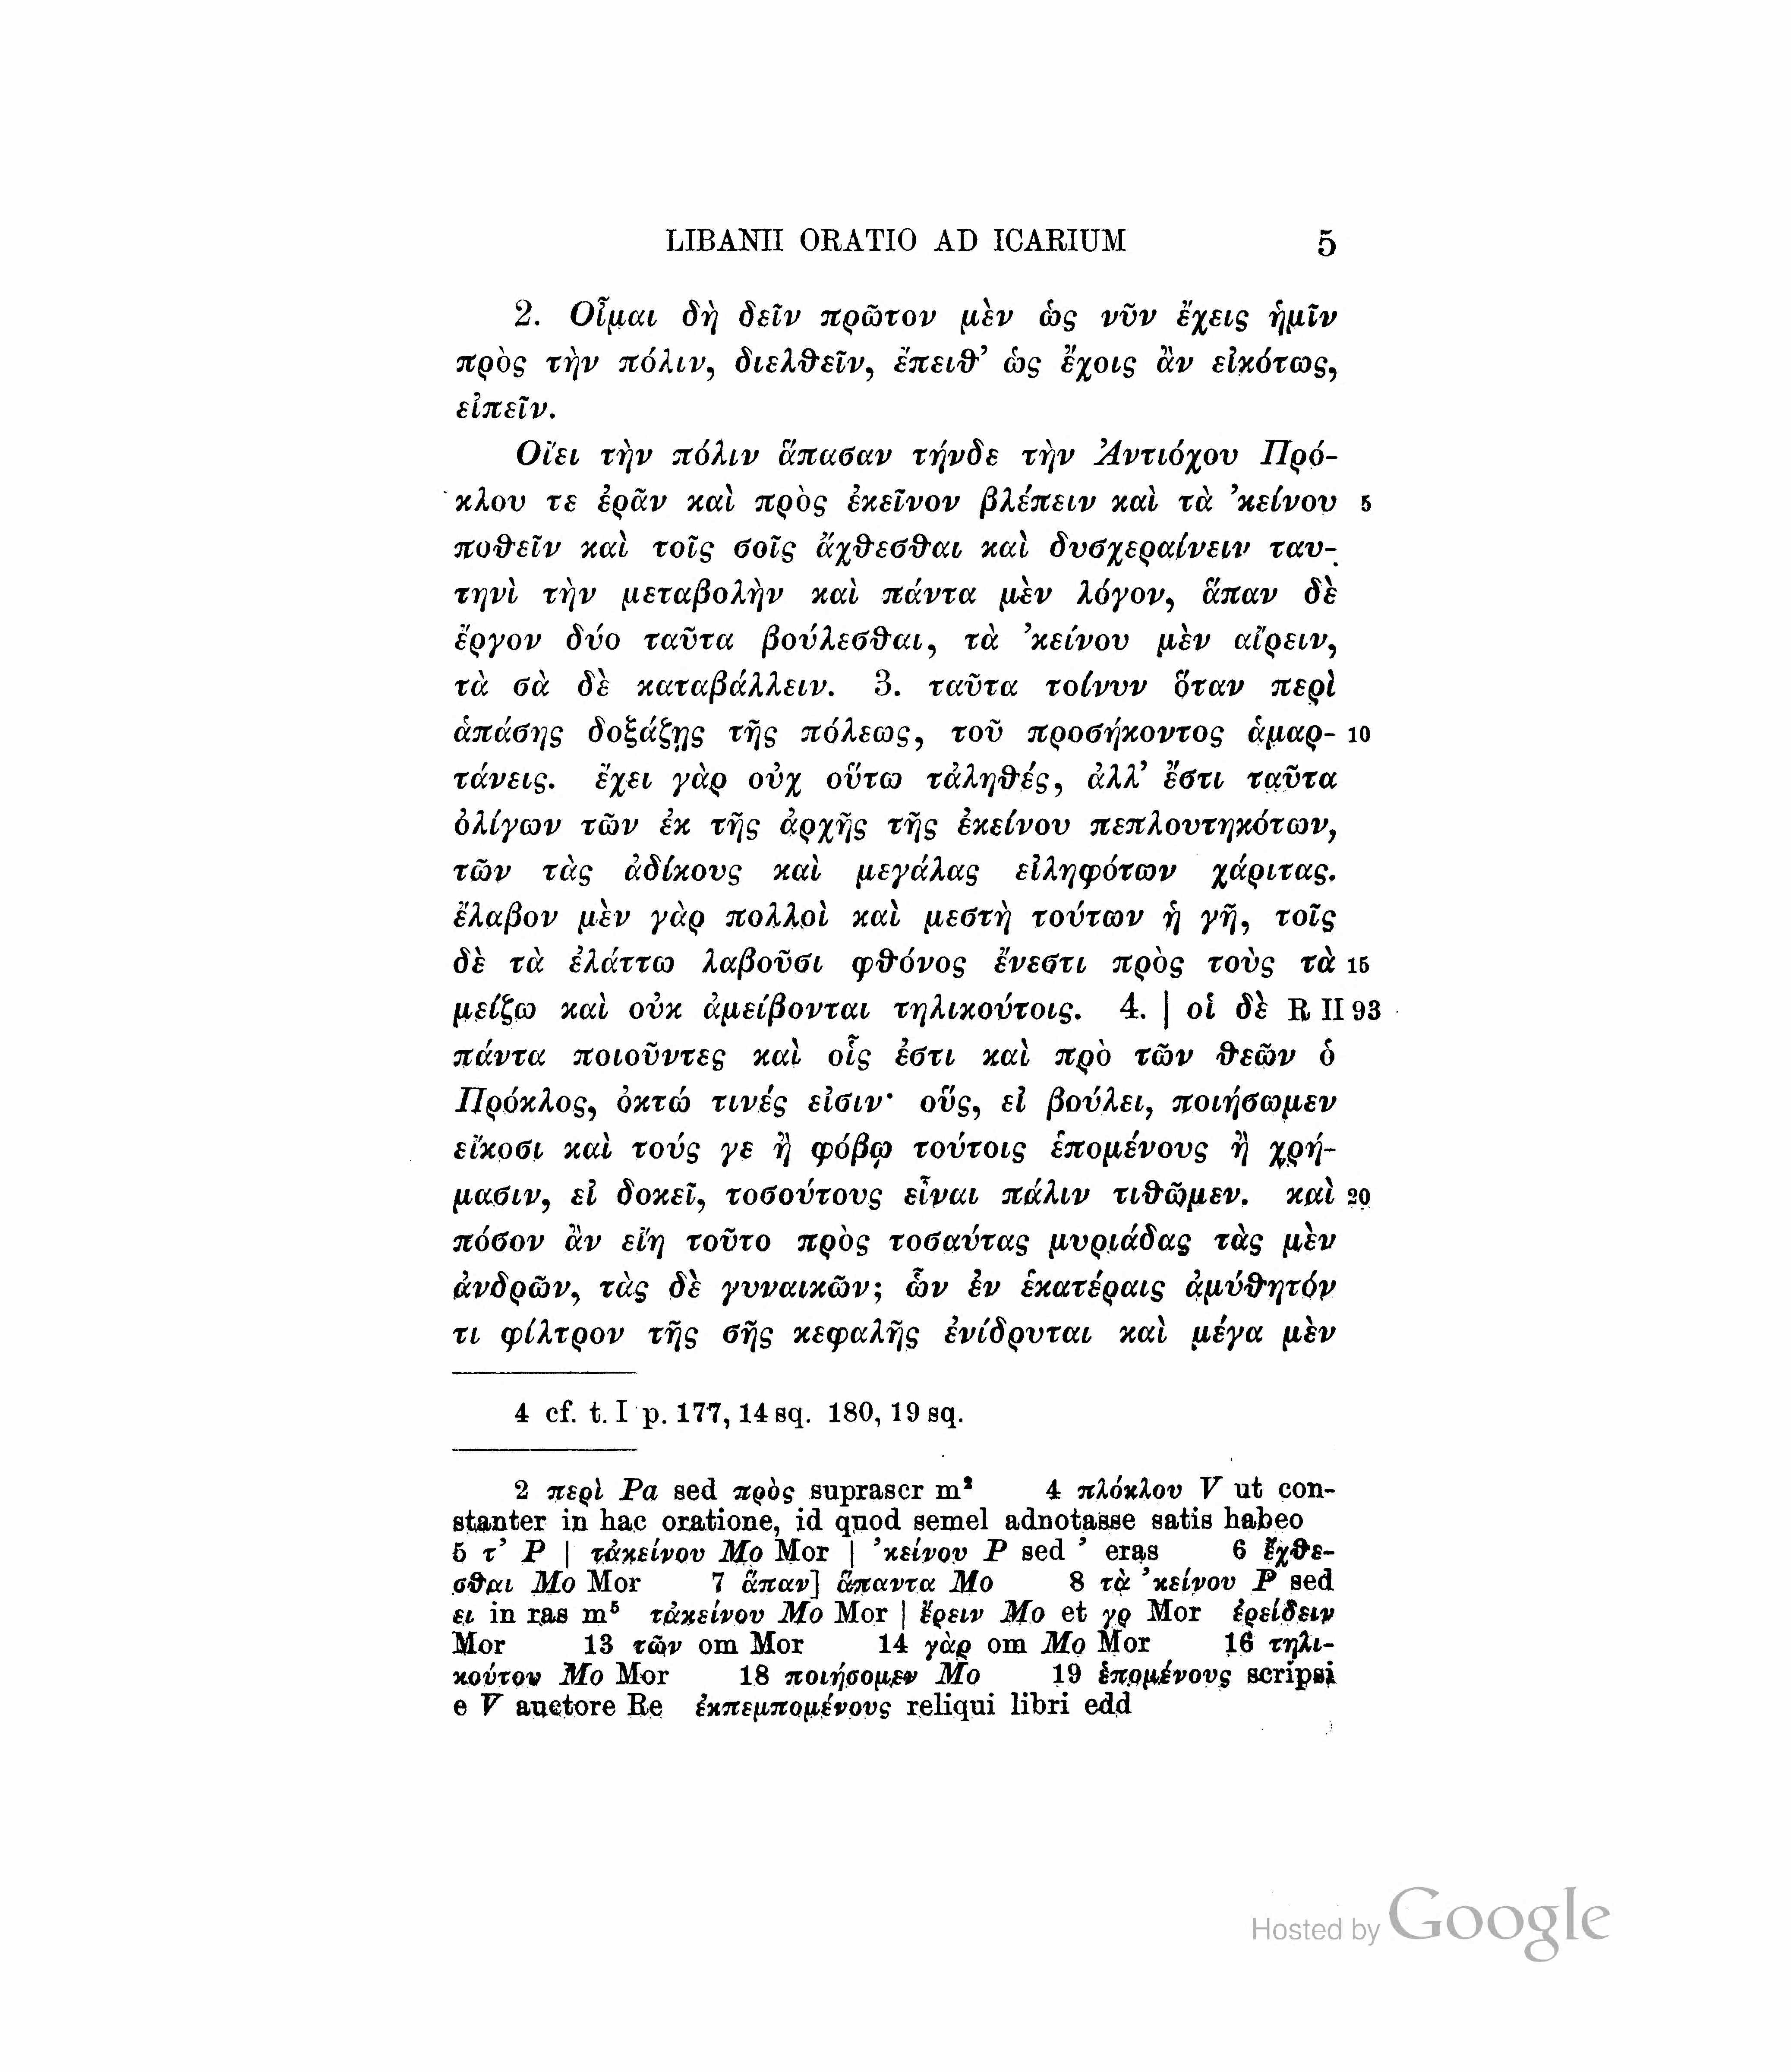 LIBANII ORATIO AD ICARIUM 5
2. Οἶμαι δὴ δεῖν πρῶτον μὲν ὡς νῦν ἔχεις ἡμῖν
πρὸς τὴν πόλιν, διελθεῖν, ἔπειθ’ ὡς ἔχοις ἂν εἰκότως,
εἰπεῖν.
Οἴει τὴν πόλιν ἅπασαν τήνδε τὴν Ἀντιόχου Πρό-
κλου τε ἐρᾶν καὶ πρὸς ἐκεῖνον βλέπειν καὶ τὰ ’κείνου 5
ποθεῖν καὶ τοῖς σοῖς ἄχθεσθαι καὶ δυσχεραίνειν ταυ-
τηνὶ τὴν μεταβολὴν καὶ πάντα μὲν λόγον, ἅπαν δὲ
ἔργον δύο ταῦτα βούλεσθαι, τὰ ’κείνου μὲν αἴρειν,
τὰ σὰ δὲ καταβάλλειν. 3. ταῦτα τοίνυν ὅταν περὶ
ἁπάσης δοξάζῃς τῆς πόλεως, τοῦ προσήκοντος ἁμαρ- 10
τάνεις. ἔχει γὰρ οὐχ οὕτω τἀληθές, ἀλλ’ ἔστι ταῦτα
ὀλίγων τῶν ἐκ τῆς ἀρχῆς τῆς ἐκείνου πεπλουτηκότων,
τῶν τὰς ἀδίκους καὶ μεγάλας εἰληφότων χάριτας.
ἔλαβον μὲν γὰρ πολλοὶ καὶ μεστὴ τούτων ἡ γῆ, τοῖς
δὲ τὰ ἐλάττω λαβοῦσι φθόνος ἔνεστι πρὸς τοὺς τὰ 15
μείζω καὶ οὐκ ἀμείβονται τηλικούτοις. 4. | οἱ δὲ R II 93
πάντα ποιοῦντες καὶ οἷς ἐστι καὶ πρὸ τῶν θεῶν ὁ
Πρόκλος, ὀκτώ τινές εἰσιν· οὕς, εἰ βούλει, ποιήσωμεν
εἴκοσι καὶ τούς γε ἢ φόβῳ τούτοις ἑπομένους ἢ χρή-
μασιν, εἰ δοκεῖ, τοσούτους εἶναι πάλιν τιθῶμεν. καὶ 20
πόσον ἂν εἴη τοῦτο πρὸς τοσαύτας μυριάδας τὰς μὲν
ἀνδρῶν, τὰς δὲ γυναικῶν; ὧν ἐν ἑκατέραις ἀμύθητόν
τι φίλτρον τῆς σῆς κεφαλῆς ἐνίδρυται καὶ μέγα μὲν
4 cf. t. I p. 177, 14 sq. 180, 19 sq.
2 περὶ Pa sed πρὸς suprascr m² 4 πλόκλου V ut con-
stanter in hac oratione, id quod semel adnotasse satis habeo
5 τ’ P | τἀκείνου Mo Mor | ’κείνου P sed ’ eras 6 ἔχθε-
σθαι Mo Mor 7 ἅπαν] ἅπαντα Mo 8 τὰ ’κείνου P sed
ει in ras m⁵ τἀκείνου Mo Mor | ἔρειν Mo et γρ Mor ἐρείδειν
Mor 13 τῶν om Mor 14 γὰρ om Mo Mor 16 τηλι-
κούτου Mo Mor 18 ποιήσομεν Mo 19 ἑπομένους scripsi
e V auctore Re ἐκπεμπομένους reliqui libri edd
Hosted by Google